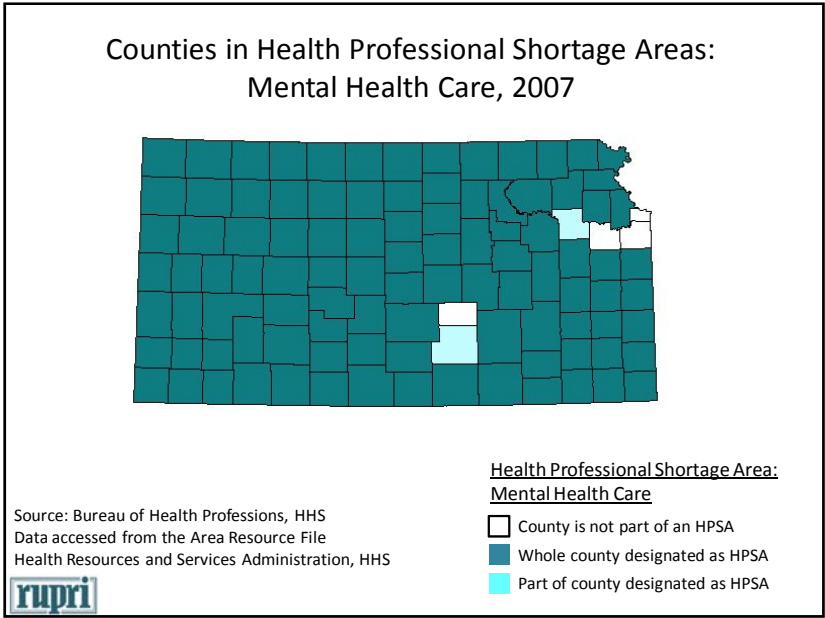 Counties in Health Professional Shortage Areas:
Mental Health Care, 2007
Health Professional Shortage Area:
Mental Health Care
County is not part of an HPSA
Whole county designated as HPSA
Part of county designated as HPSA
Source: Bureau of Health Professions, HHS
Data accessed from the Area Resource File
Health Resources and Services Administration, HHS
rupri